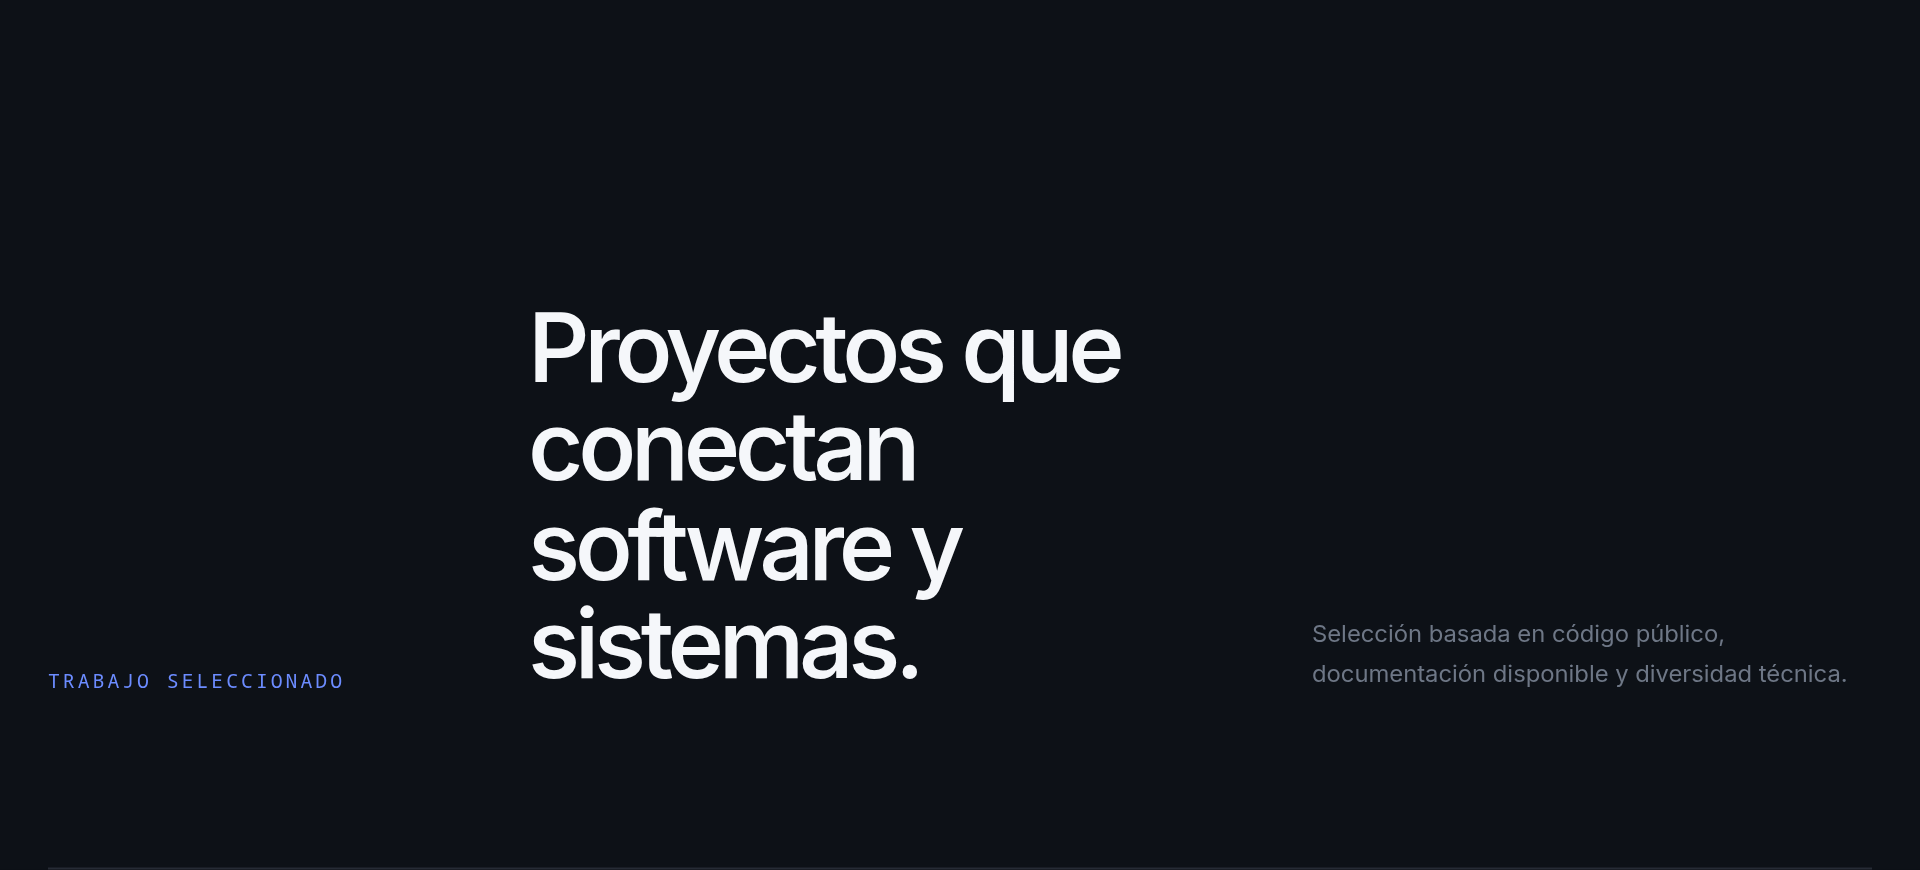 TRABAJO SELECCIONADO
Proyectos que
conectan
software y
sistemas.
Selección basada en código público,
documentación disponible y diversidad técnica.